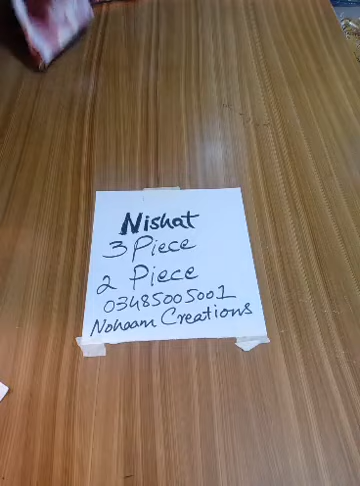 Nishat
3 Piece
2 Piece
03485005001
Nohaam Creations